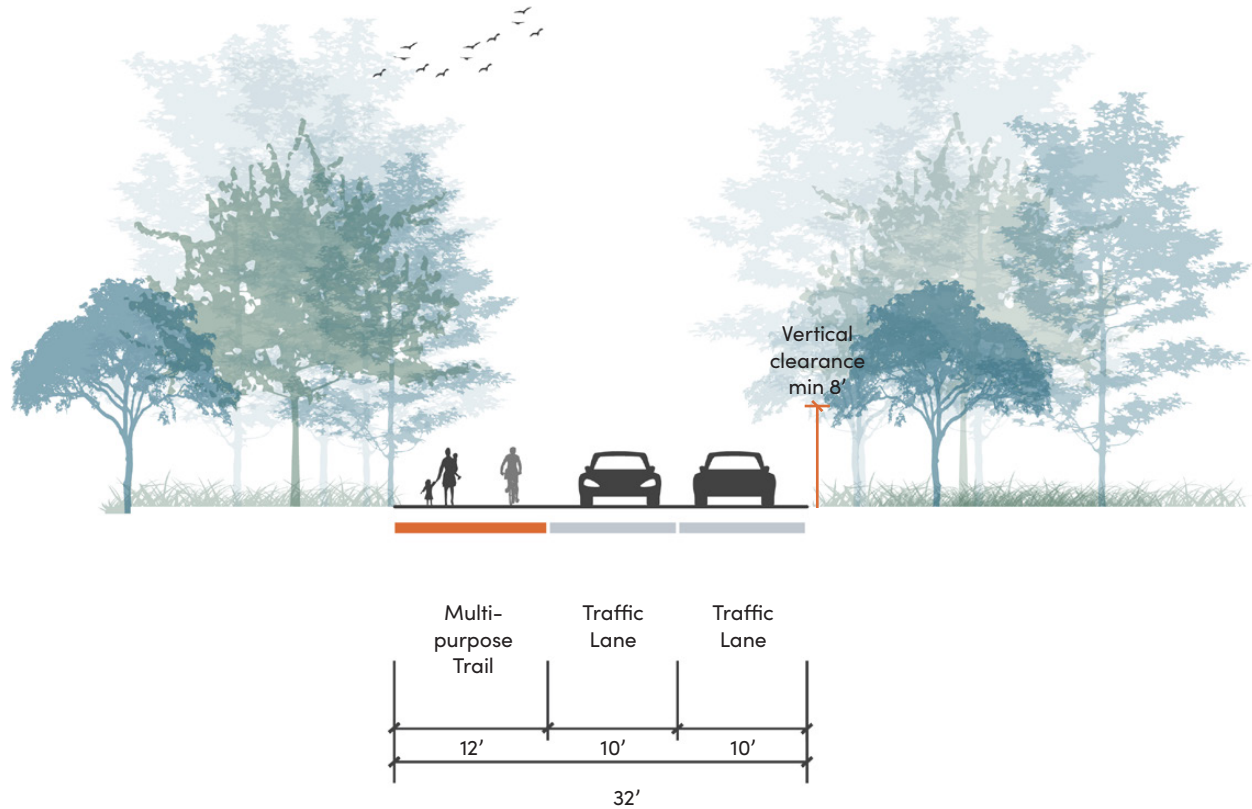 Vertical
clearance
min 8’
Multi-
purpose
Trail
Traffic
Lane
Traffic
Lane
12’
10’
10’
32’